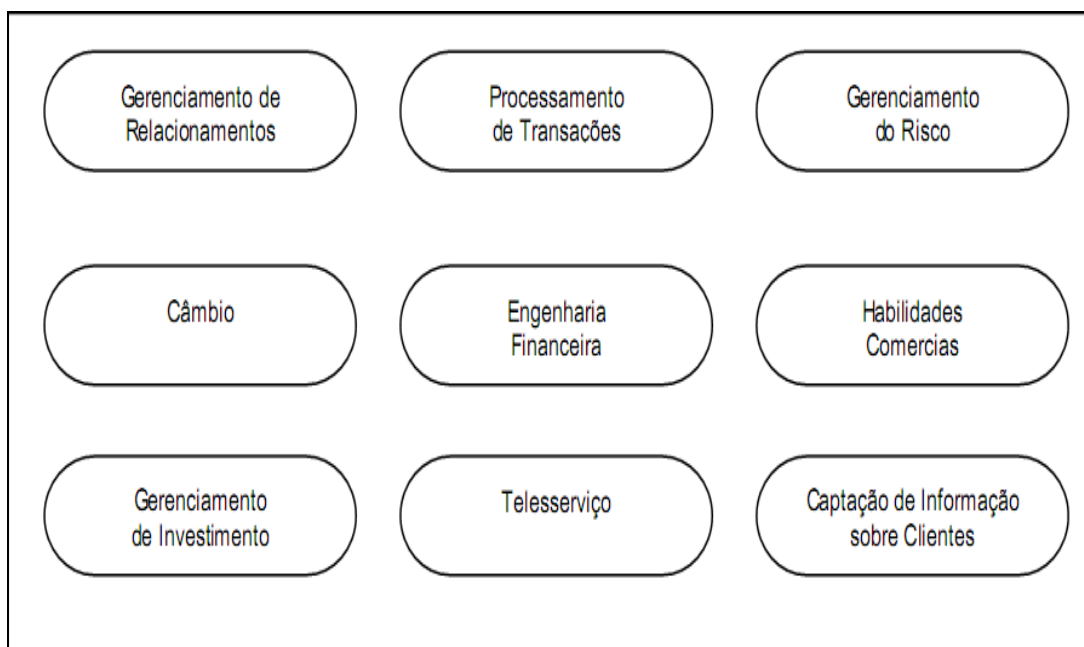 Gerenciamento de
Relacionamentos
Processamento
de Transações
Gerenciamento
do Risco
Câmbio
Engenharia
Financeira
Habilidades
Comercias
Gerenciamento
de Investimento
Telesserviço
Captação de Informação
sobre Clientes